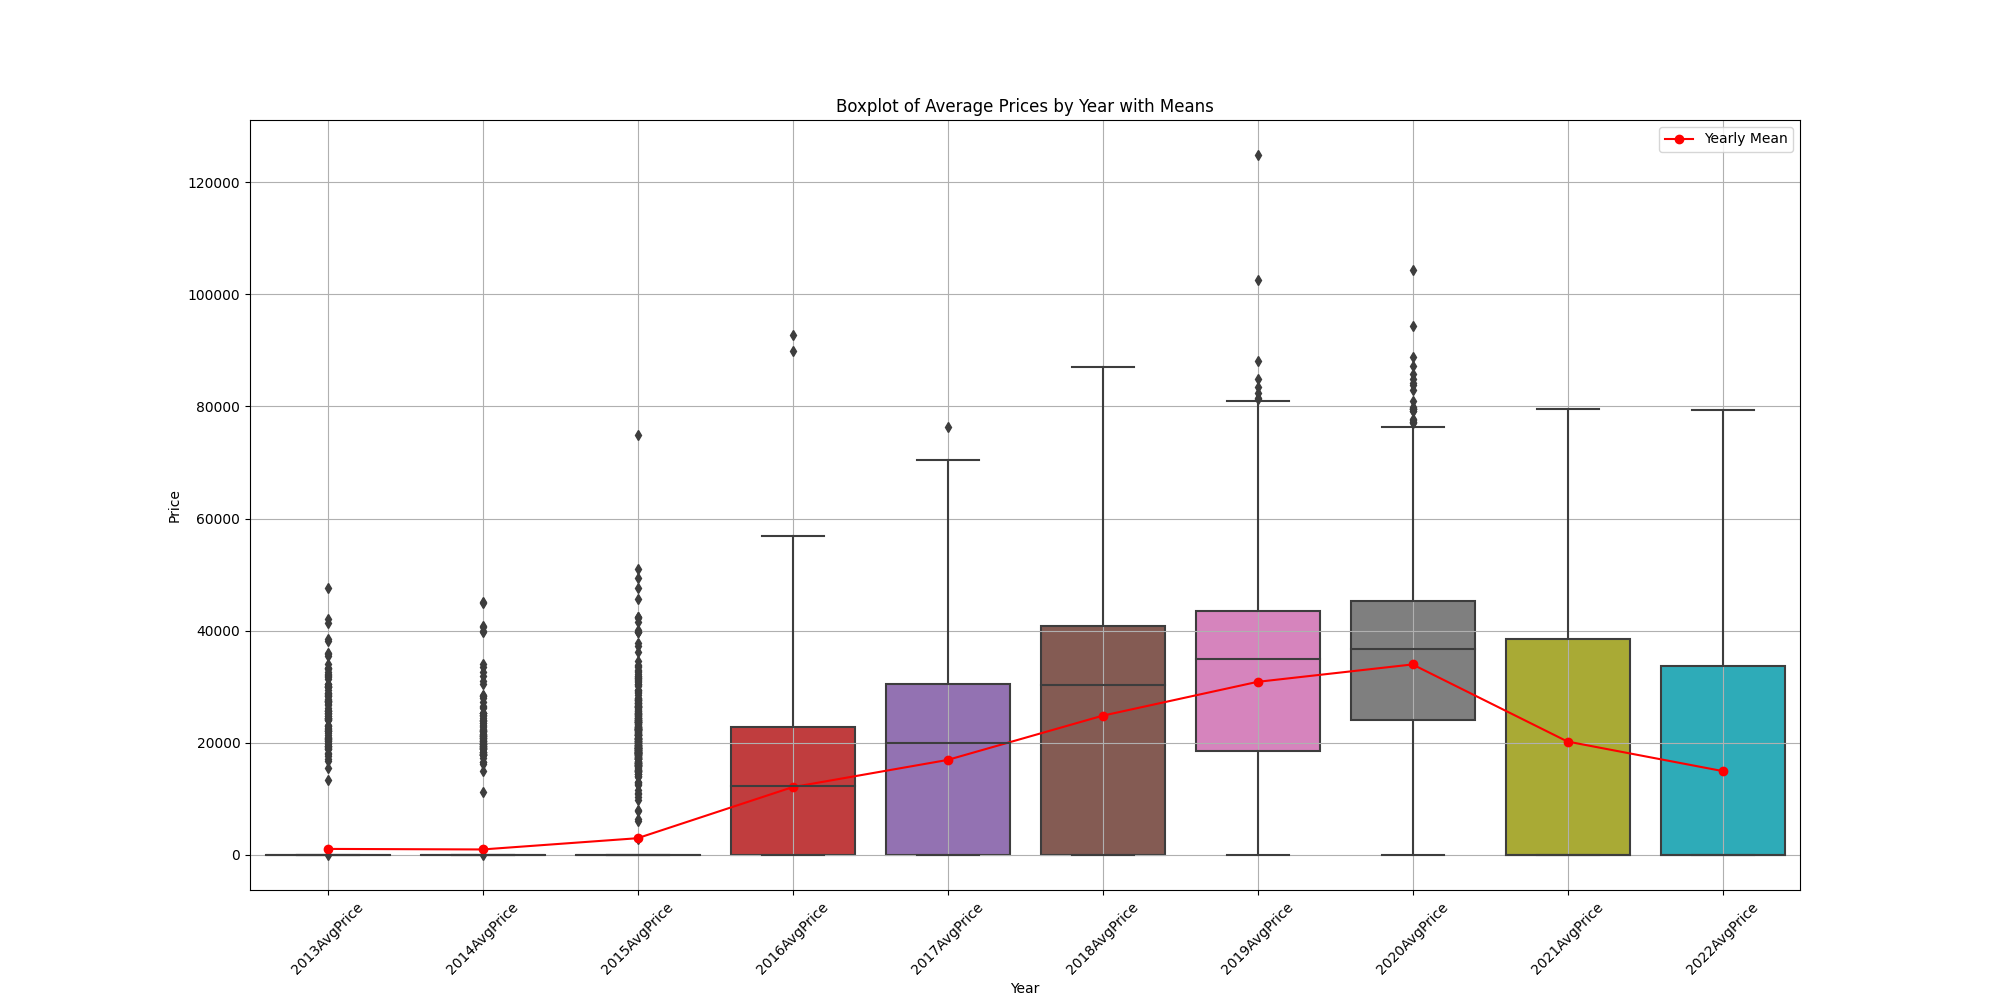 Boxplot of Average Prices by Year with Means
Yearly Mean
120000
100000
80000
60000
40000
20000
0
Price
2013AvgPrice
2014AvgPrice
2015AvgPrice
2016AvgPrice
2017AvgPrice
2018AvgPrice
2019AvgPrice
2020AvgPrice
2021AvgPrice
2022AvgPrice
Year